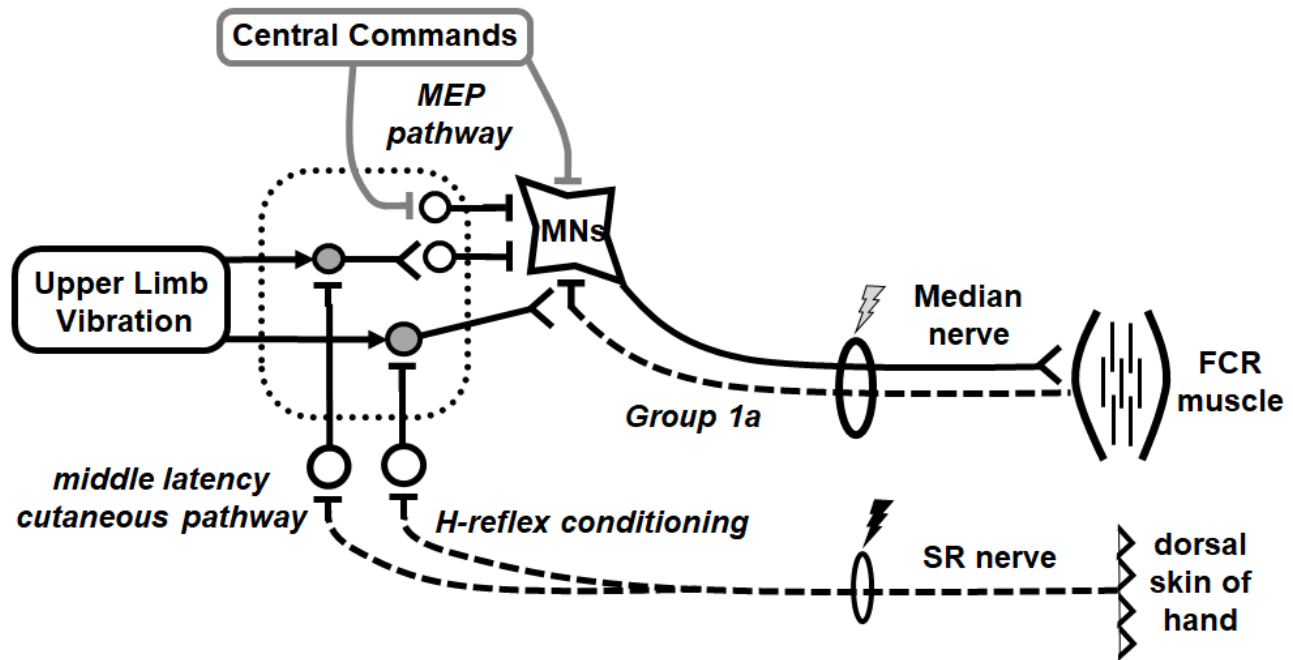 Central Commands
MEP
pathway
MNs
Upper Limb
Vibration
Median
nerve
FCR
muscle
Group 1a
middle latency
cutaneous pathway
H-reflex conditioning
SR nerve
dorsal
skin of
hand